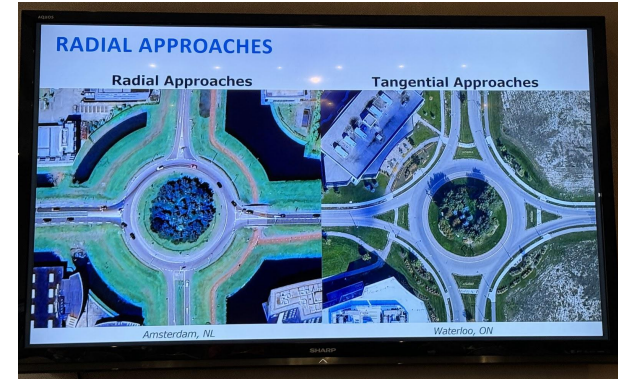 RADIAL APPROACHES
Radial Approaches
Tangential Approaches
Amsterdam, NL
Waterloo, ON
SHARP